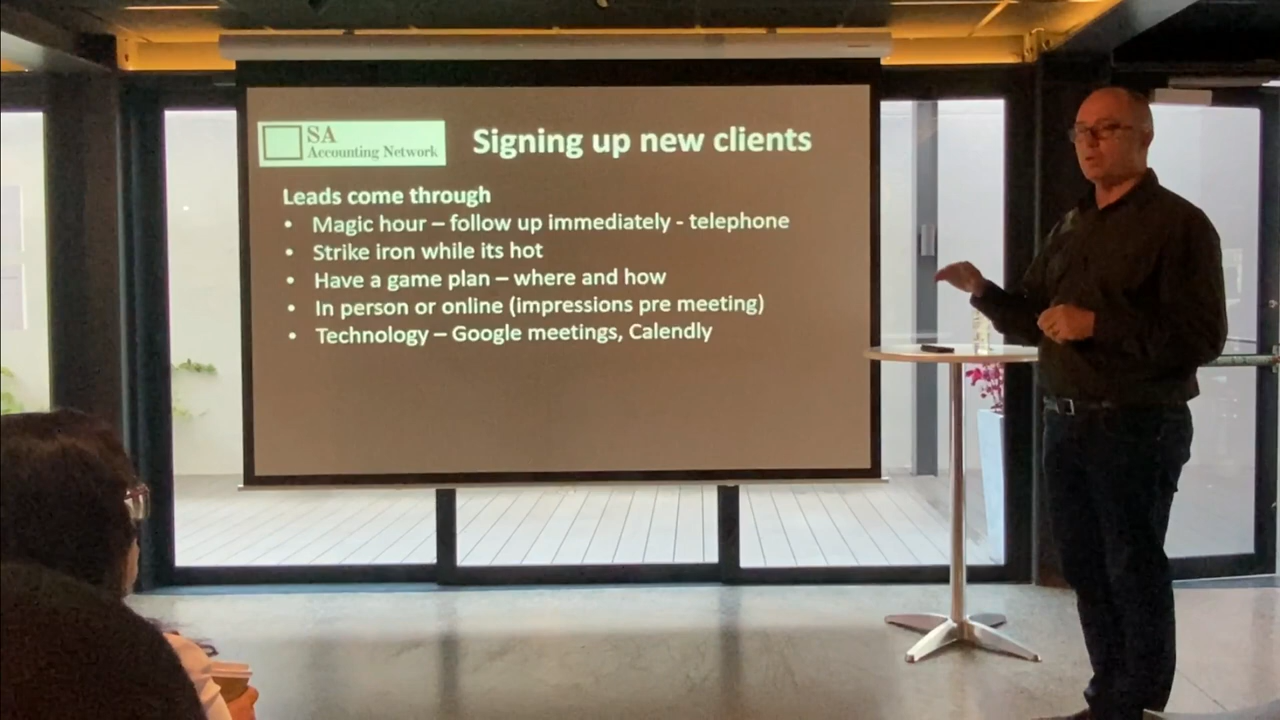 SA
Accounting Network
Signing up new clients
Leads come through
• Magic hour – follow up immediately - telephone
• Strike iron while its hot
• Have a game plan – where and how
• In person or online (impressions pre meeting)
• Technology – Google meetings, Calendly